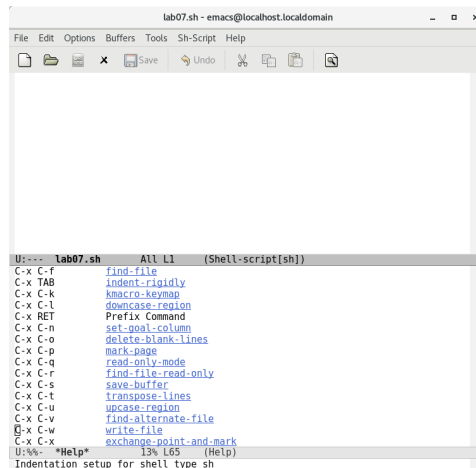 lab07.sh - emacs@localhost.localdomain
File Edit Options Buffers Tools Sh-Script Help
Save Undo
U:--- lab07.sh All L1 (Shell-script[sh])
C-x C-f find-file
C-x TAB indent-rigidly
C-x C-k kmacro-keymap
C-x C-l downcase-region
C-x RET Prefix Command
C-x C-n set-goal-column
C-x C-o delete-blank-lines
C-x C-p mark-page
C-x C-q read-only-mode
C-x C-r find-file-read-only
C-x C-s save-buffer
C-x C-t transpose-lines
C-x C-u upcase-region
C-x C-v find-alternate-file
C-x C-w write-file
C-x C-x exchange-point-and-mark
U:%%- *Help* 13% L65 (Help)
Indentation setup for shell type sh